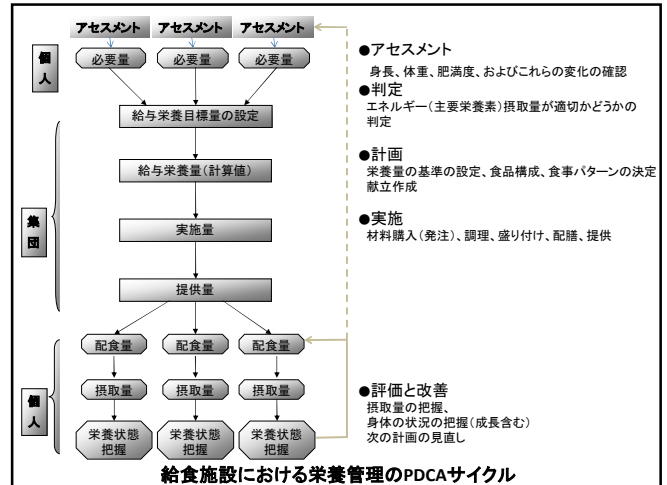 アセスメント アセスメント アセスメント
個人
必要量 必要量 必要量
給与栄養目標量の設定
集団
給与栄養量(計算値)
実施量
提供量
個人
配食量 配食量 配食量
摂取量 摂取量 摂取量
栄養状態 栄養状態 栄養状態
把握 把握 把握
●アセスメント
身長、体重、肥満度、およびこれらの変化の確認
●判定
エネルギー(主要栄養素)摂取量が適切かどうかの
判定
●計画
栄養量の基準の設定、食品構成、食事パターンの決定
献立作成
●実施
材料購入(発注)、調理、盛り付け、配膳、提供
●評価と改善
摂取量の把握、
身体の状況の把握(成長含む)
次の計画の見直し
給食施設における栄養管理のPDCAサイクル